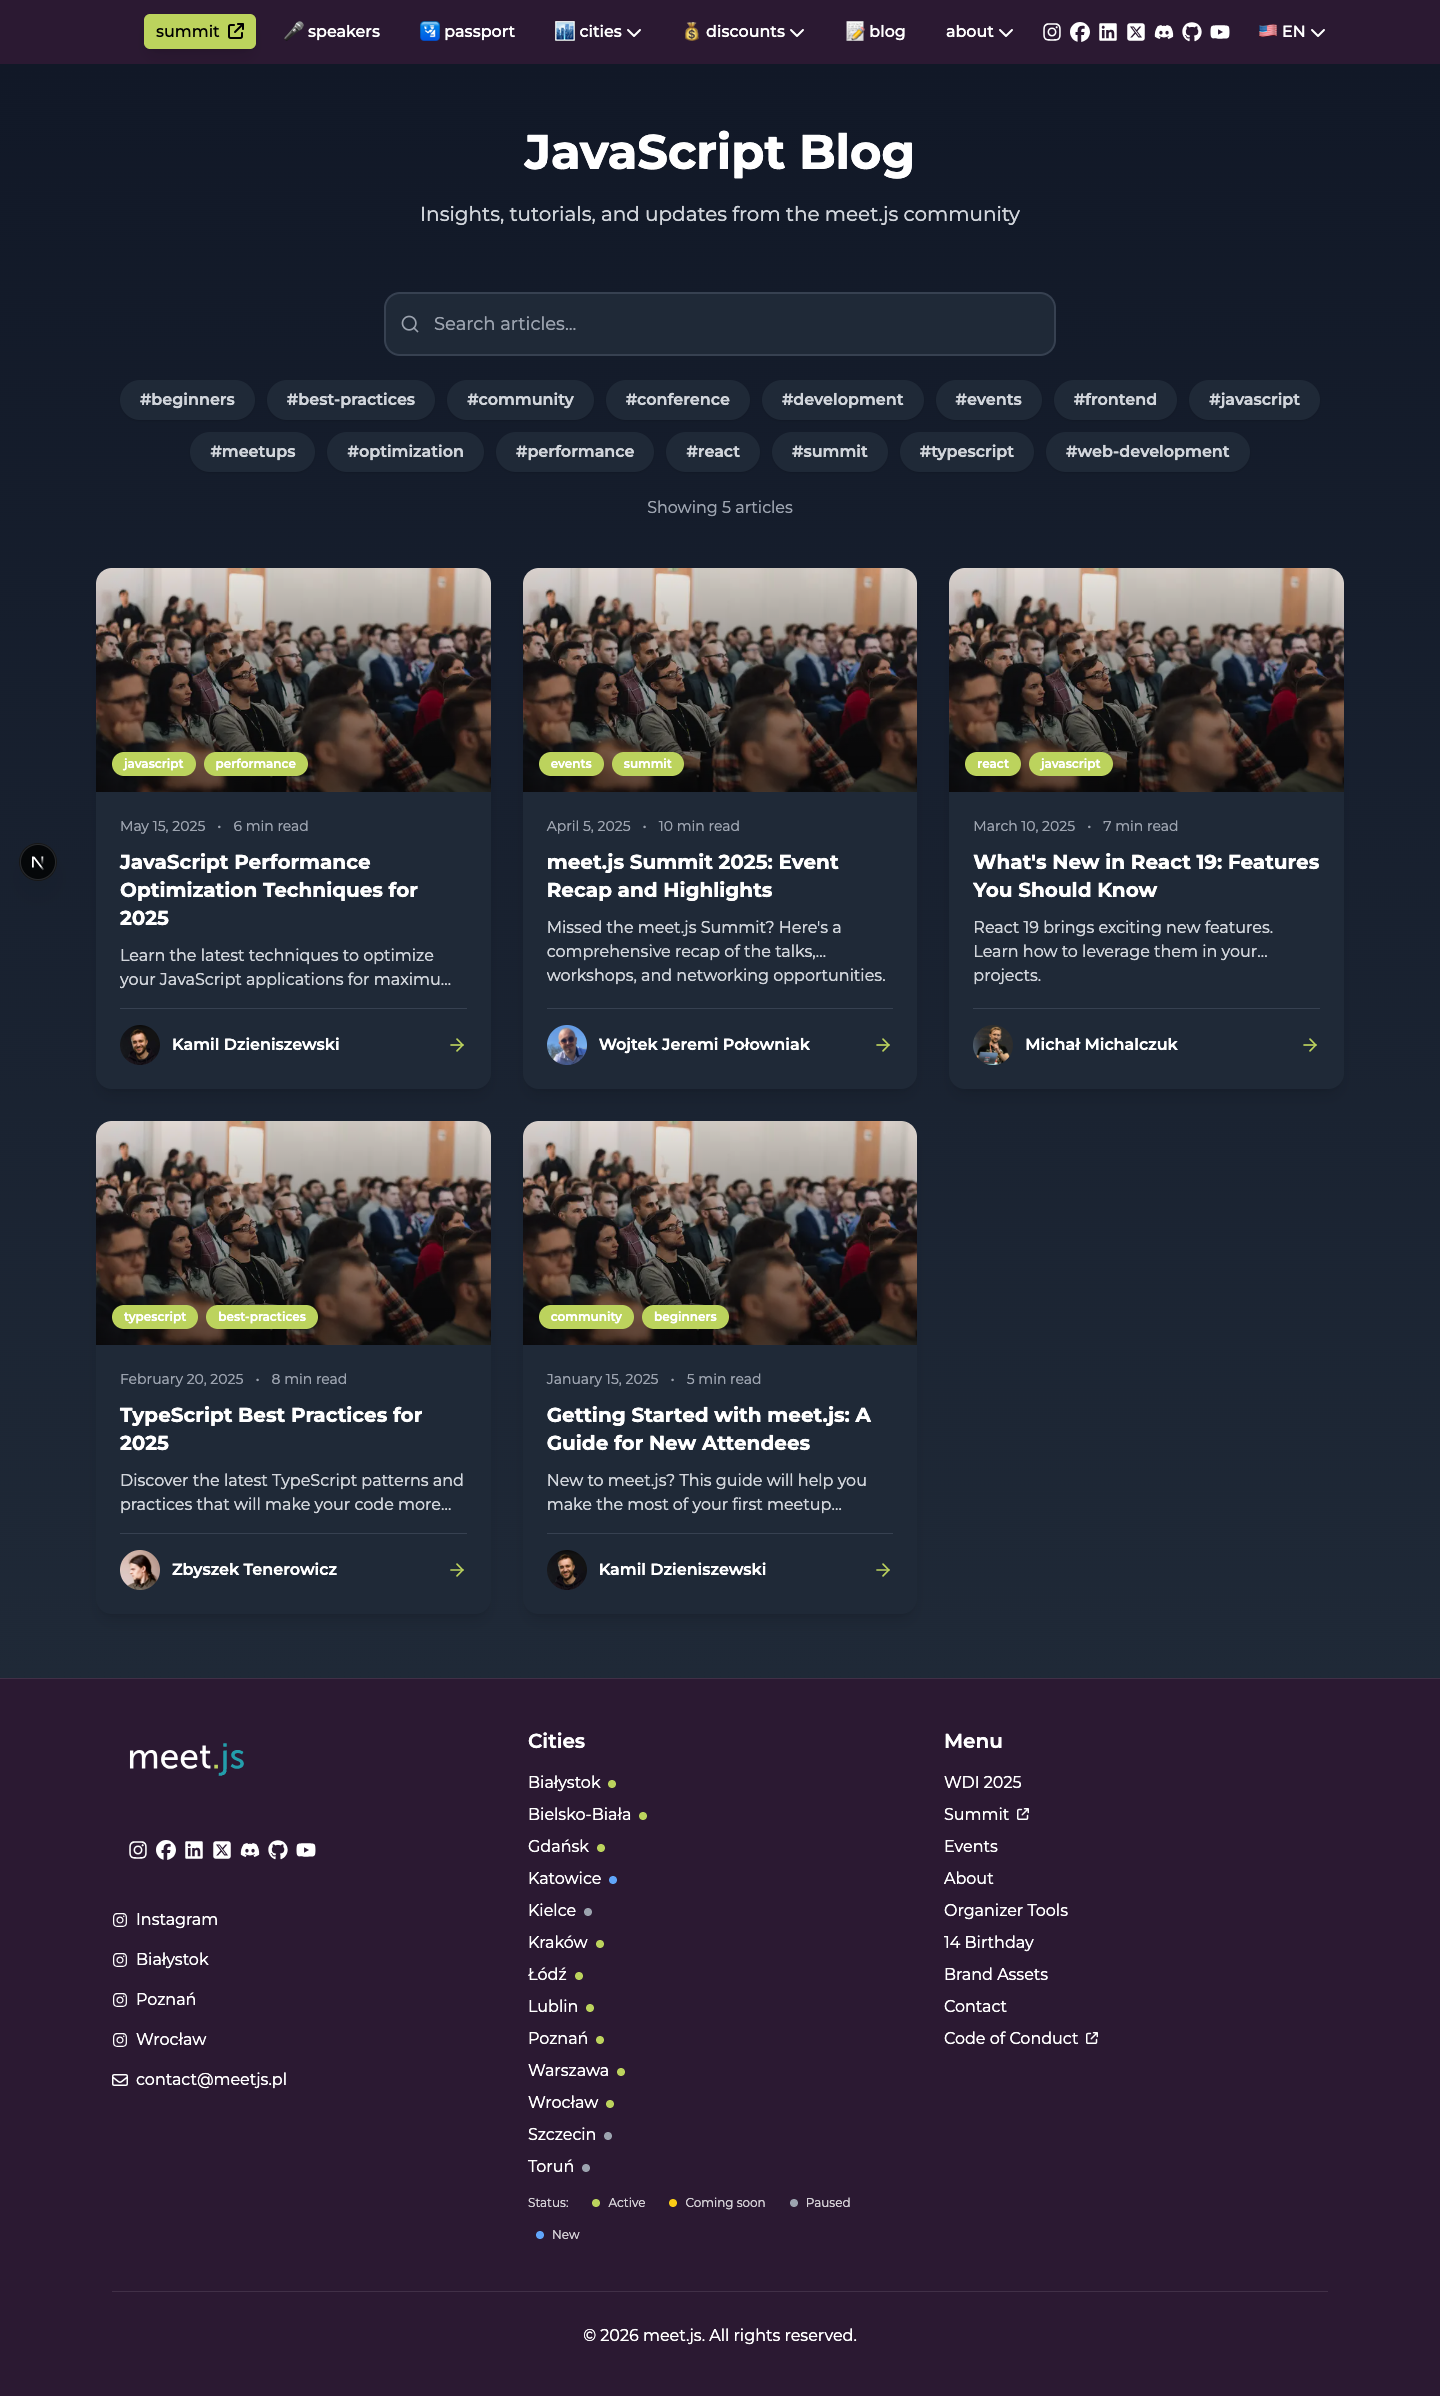 summit
🎤 speakers
🛂 passport
🏙️ cities
💰 discounts
📝 blog
about
🇺🇸 EN
JavaScript Blog
Insights, tutorials, and updates from the meet.js community
Search articles...
#beginners
#best-practices
#community
#conference
#development
#events
#frontend
#javascript
#meetups
#optimization
#performance
#react
#summit
#typescript
#web-development
Showing 5 articles
javascript
performance
May 15, 2025 • 6 min read
JavaScript Performance
Optimization Techniques for
2025
Learn the latest techniques to optimize
your JavaScript applications for maximu...
Kamil Dzieniszewski
events
summit
April 5, 2025 • 10 min read
meet.js Summit 2025: Event
Recap and Highlights
Missed the meet.js Summit? Here's a
comprehensive recap of the talks,...
workshops, and networking opportunities.
Wojtek Jeremi Połowniak
react
javascript
March 10, 2025 • 7 min read
What's New in React 19: Features
You Should Know
React 19 brings exciting new features.
Learn how to leverage them in your...
projects.
Michał Michalczuk
typescript
best-practices
February 20, 2025 • 8 min read
TypeScript Best Practices for
2025
Discover the latest TypeScript patterns and
practices that will make your code more...
Zbyszek Tenerowicz
community
beginners
January 15, 2025 • 5 min read
Getting Started with meet.js: A
Guide for New Attendees
New to meet.js? This guide will help you
make the most of your first meetup...
Kamil Dzieniszewski
N
meet.js
Instagram
Białystok
Poznań
Wrocław
contact@meetjs.pl
Cities
Białystok
Bielsko-Biała
Gdańsk
Katowice
Kielce
Kraków
Łódź
Lublin
Poznań
Warszawa
Wrocław
Szczecin
Toruń
Status: Active Coming soon Paused
New
Menu
WDI 2025
Summit
Events
About
Organizer Tools
14 Birthday
Brand Assets
Contact
Code of Conduct
© 2026 meet.js. All rights reserved.